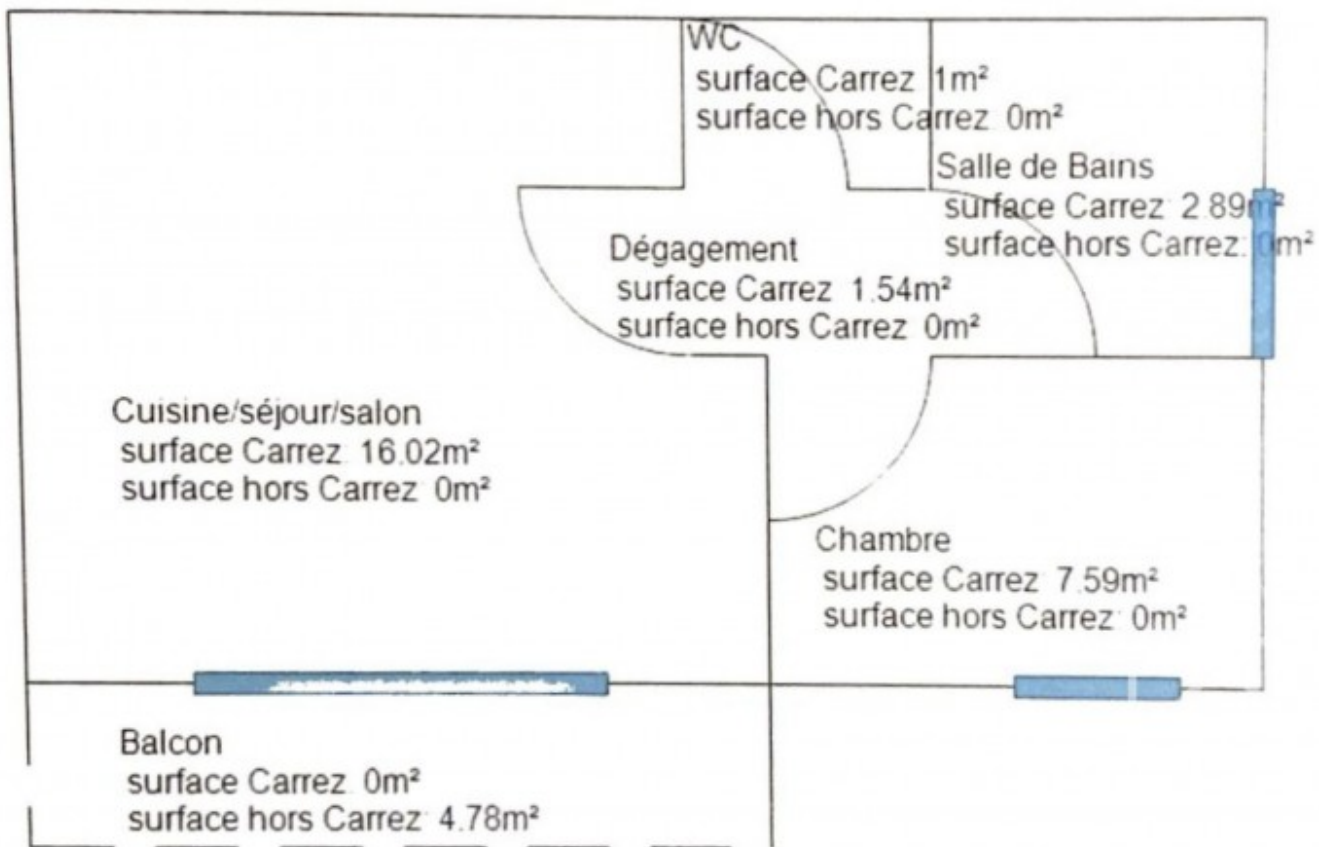 WC
surface Carrez 1m²
surface hors Carrez 0m²
Salle de Bains
surface Carrez: 2.89m²
surface hors Carrez: 0m²
Dégagement
surface Carrez 1.54m²
surface hors Carrez 0m²
Cuisine/séjour/salon
surface Carrez 16.02m²
surface hors Carrez 0m²
Chambre
surface Carrez 7.59m²
surface hors Carrez 0m²
Balcon
surface Carrez 0m²
surface hors Carrez 4.78m²